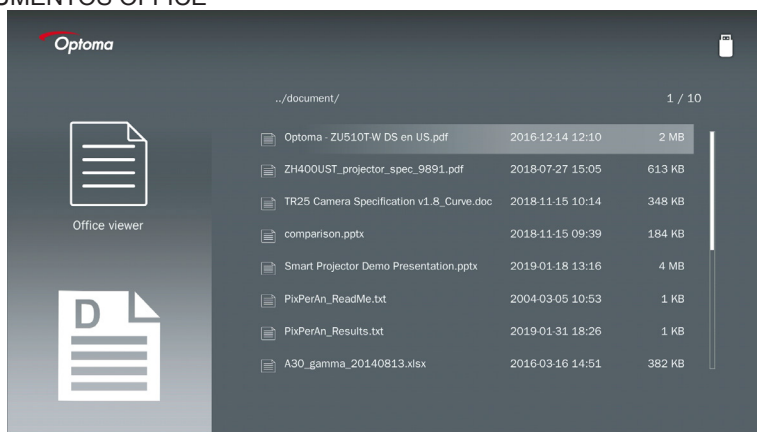 UMENTOS OFFICE
Optoma
../document/ 1 / 10
Optoma - ZU510T-W DS en US.pdf 2016-12-14 12:10 2 MB
ZH400UST_projector_spec_9891.pdf 2018-07-27 15:05 613 KB
TR25 Camera Specification v1.8_Curve.doc 2018-11-15 10:14 348 KB
Office viewer
comparison.pptx 2018-11-15 09:39 184 KB
Smart Projector Demo Presentation.pptx 2019-01-18 13:16 4 MB
PixPerAn_ReadMe.txt 2004-03-05 10:53 1 KB
D
PixPerAn_Results.txt 2019-01-31 18:26 1 KB
A30_gamma_20140813.xlsx 2016-03-16 14:51 382 KB